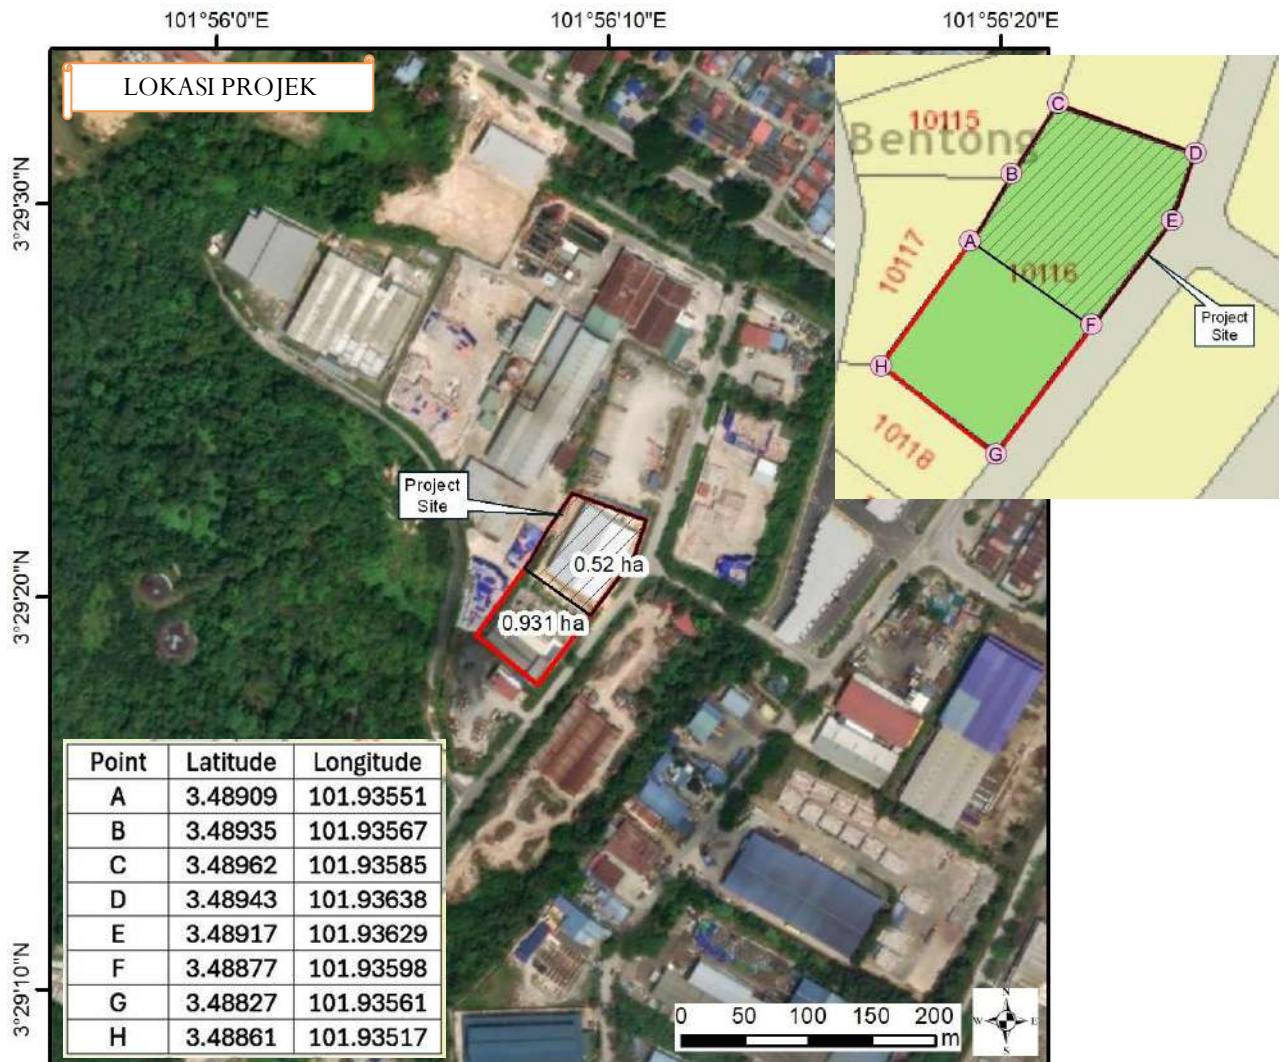 101°56'0"E
101°56'10"E
101°56'20"E
LOKASI PROJEK
3°29'30"N
3°29'20"N
3°29'10"N
C
10115
Bentong
D
B
E
A
10117
10116
F
Project
Site
H
10118
G
Project
Site
0.52 ha
0.931 ha
Point Latitude Longitude
A 3.48909 101.93551
B 3.48935 101.93567
C 3.48962 101.93585
D 3.48943 101.93638
E 3.48917 101.93629
F 3.48877 101.93598
G 3.48827 101.93561
H 3.48861 101.93517
0 50 100 150 200
m
N
W E
S